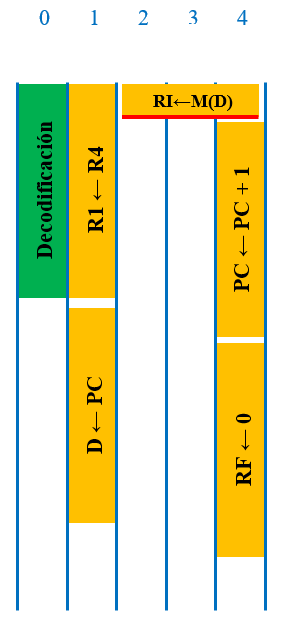 0 1 2 3 4
Decodificación
R1 ← R4
RI←M(D)
PC ← PC + 1
D ← PC
RF ← 0